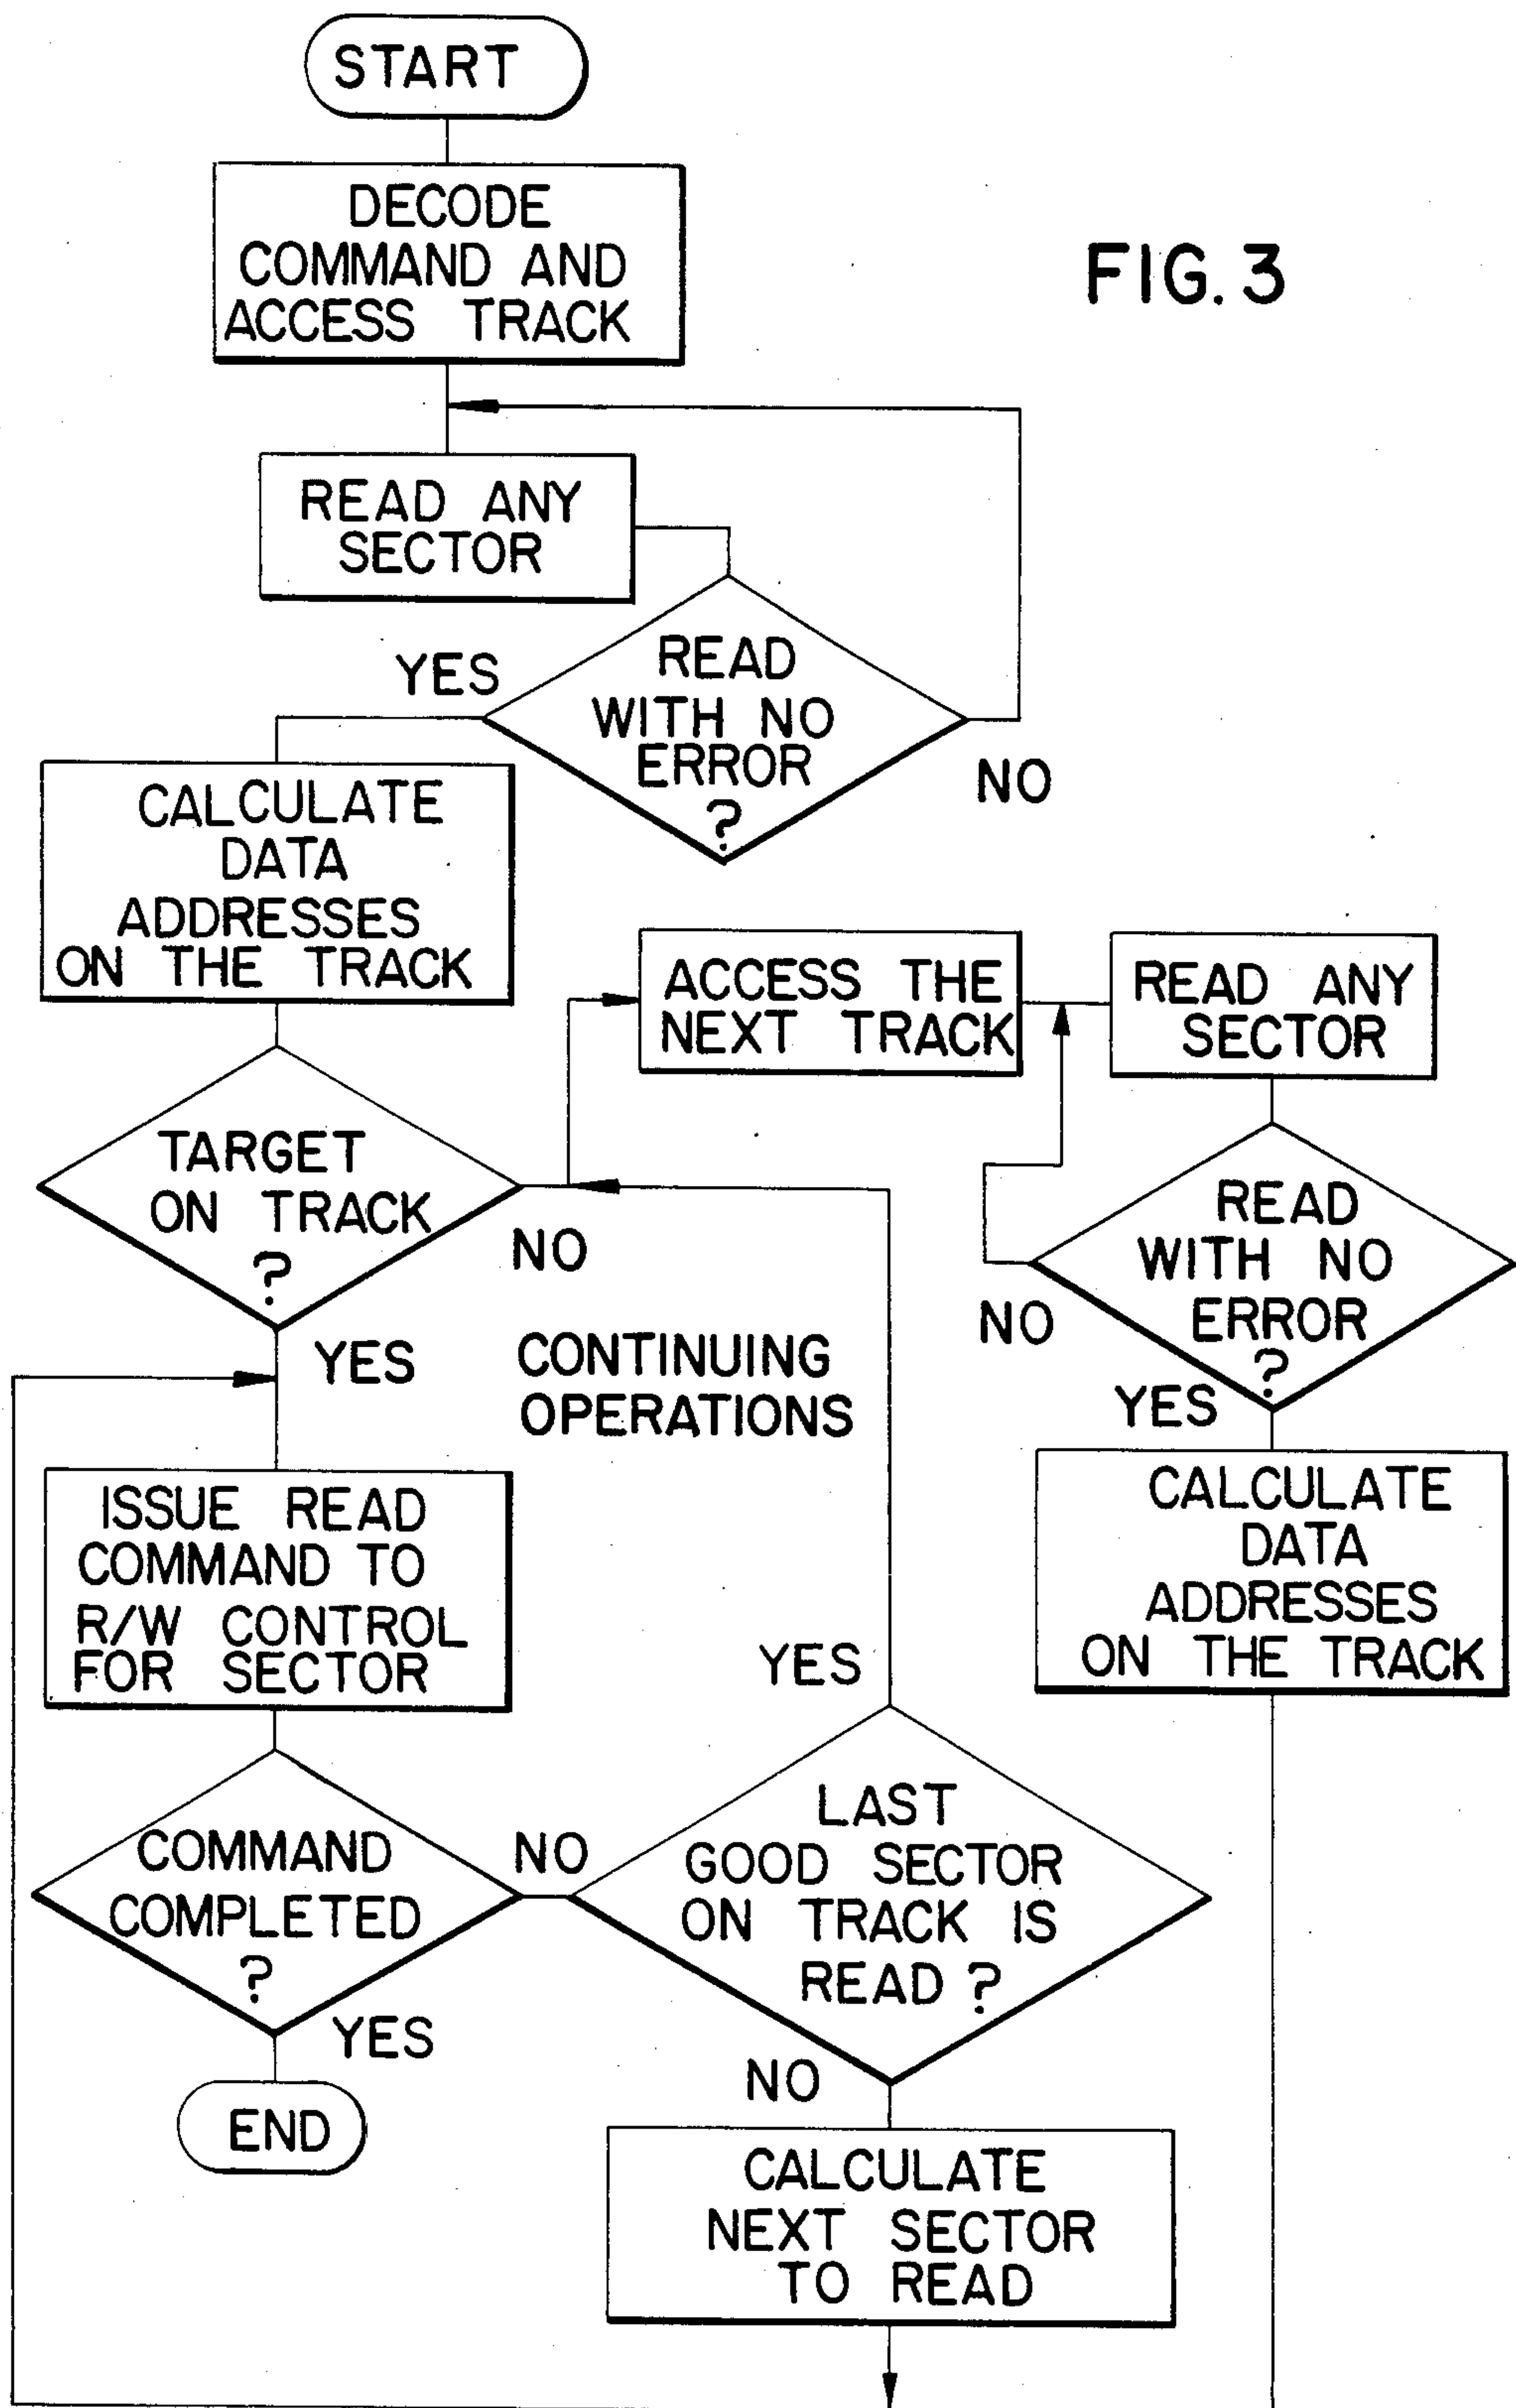 START
DECODE
COMMAND AND
ACCESS TRACK
FIG. 3
READ ANY
SECTOR
YES
READ
WITH NO
ERROR
?
NO
CALCULATE
DATA
ADDRESSES
ON THE TRACK
ACCESS THE
NEXT TRACK
READ ANY
SECTOR
TARGET
ON TRACK
?
NO
READ
WITH NO
ERROR
?
NO
YES
YES
CONTINUING
OPERATIONS
ISSUE READ
COMMAND TO
R/W CONTROL
FOR SECTOR
CALCULATE
DATA
ADDRESSES
ON THE TRACK
YES
COMMAND
COMPLETED
?
NO
LAST
GOOD SECTOR
ON TRACK IS
READ ?
YES
NO
END
CALCULATE
NEXT SECTOR
TO READ